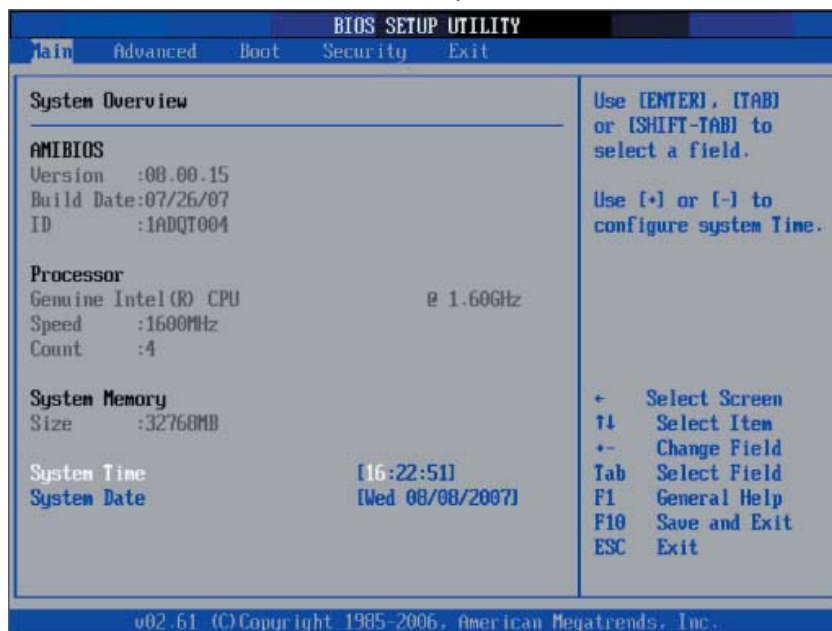 BIOS SETUP UTILITY
Main Advanced Boot Security Exit
System Overview
AMIBIOS
Version :08.00.15
Build Date:07/26/07
ID :1ADQT004
Processor
Genuine Intel(R) CPU @ 1.60GHz
Speed :1600MHz
Count :4
System Memory
Size :32768MB
System Time [16:22:51]
System Date [Wed 08/08/2007]
Use [ENTER], [TAB]
or [SHIFT-TAB] to
select a field.
Use [+] or [-] to
configure system Time.
← Select Screen
↑↓ Select Item
+- Change Field
Tab Select Field
F1 General Help
F10 Save and Exit
ESC Exit
v02.61 (C)Copyright 1985-2006, American Megatrends, Inc.